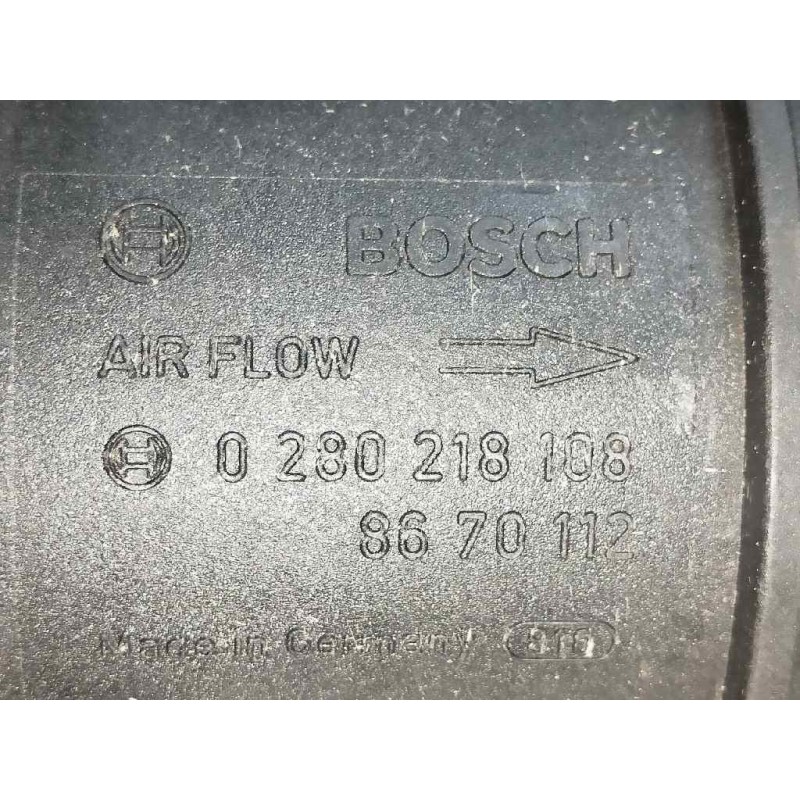 BOSCH
AIR FLOW
0 280 218 108
86 70 112
Made in Germany